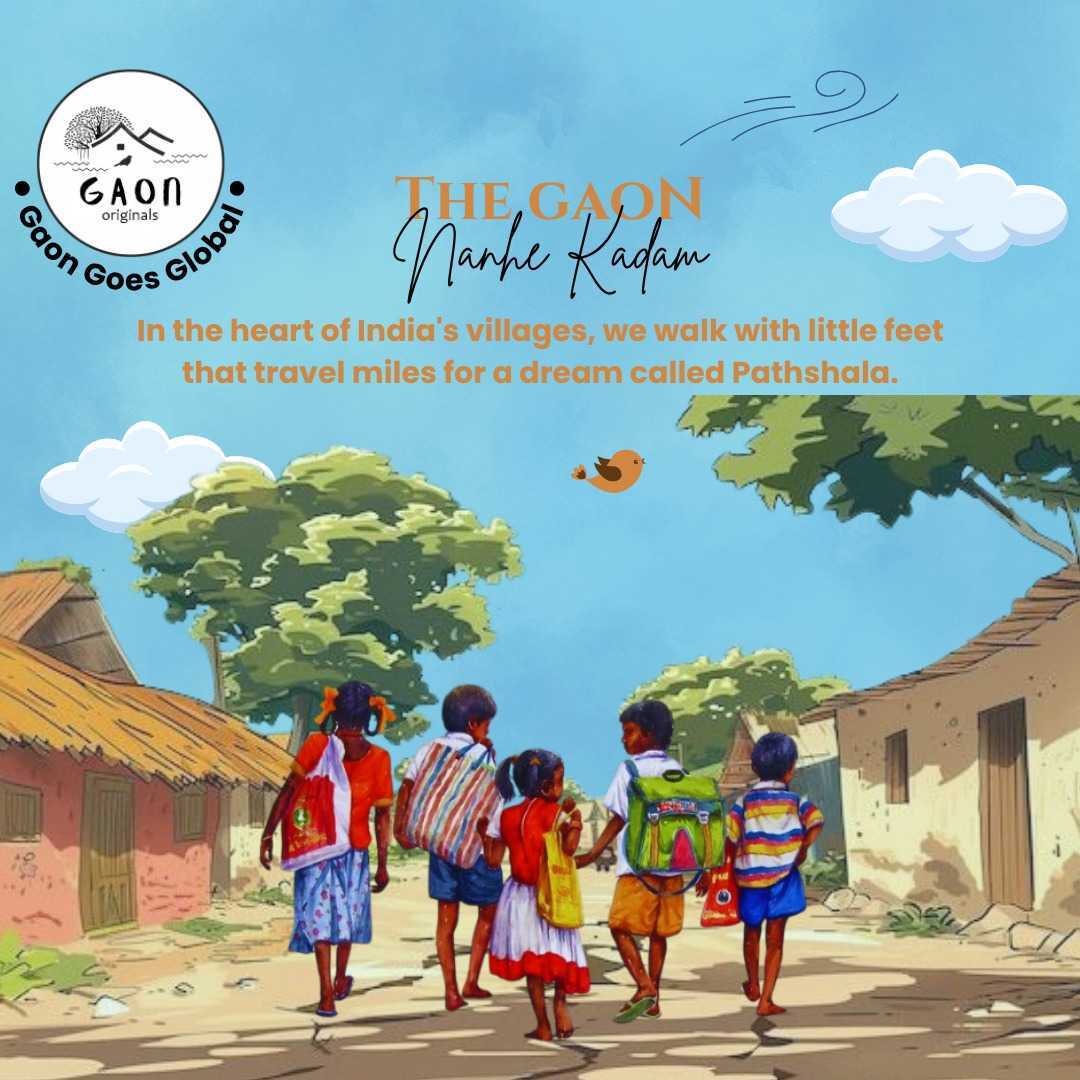 GAON
originals
Gaon Goes Global
THE GAON
Nanhe Kadam
In the heart of India's villages, we walk with little feet
that travel miles for a dream called Pathshala.